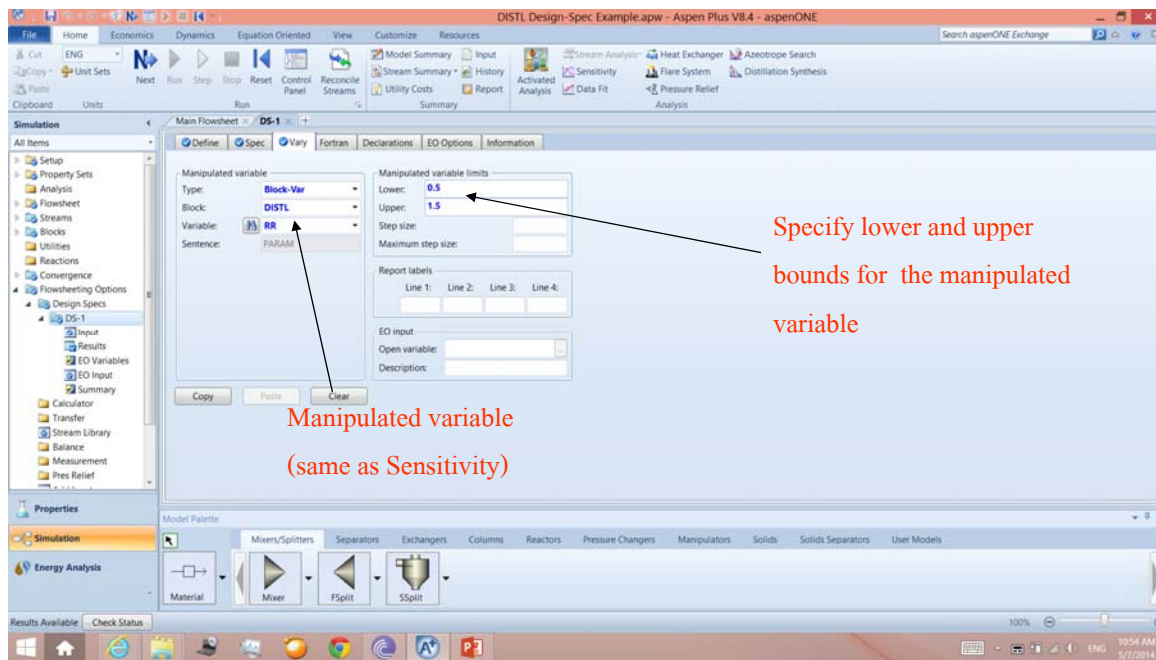 DISTL Design-Spec Example.apw - Aspen Plus V8.4 - aspenONE
File Home Economics Dynamics Equation Oriented View Customize Resources Search aspenONE Exchange
Cut ENG Model Summary Input Stream Analysis Heat Exchanger Azeotrope Search
Copy Unit Sets Next Run Step Stop Reset Control Panel Reconcile Streams Stream Summary History Activated Analysis Sensitivity Flare System Distillation Synthesis
Paste Utility Costs Report Data Fit Pressure Relief
Clipboard Units Run Summary Analysis
Simulation Main Flowsheet DS-1 +
All Items Define Spec Vary Fortran Declarations EO Options Information
Setup
Property Sets
Analysis
Flowsheet
Streams
Blocks
Utilities
Reactions
Convergence
Flowsheeting Options
Design Specs
DS-1
Input
Results
EO Variables
EO Input
Summary
Calculator
Transfer
Stream Library
Balance
Measurement
Pres Relief
Manipulated variable
Type: Block-Var
Block: DISTL
Variable: RR
Sentence: PARAM
Manipulated variable limits
Lower: 0.5
Upper: 1.5
Step size:
Maximum step size:
Report labels
Line 1: Line 2: Line 3: Line 4:
EO input
Open variable:
Description:
Copy Paste Clear
Specify lower and upper
bounds for the manipulated
variable
Manipulated variable
(same as Sensitivity)
Properties
Simulation
Energy Analysis
Model Palette
Mixers/Splitters Separators Exchangers Columns Reactors Pressure Changers Manipulators Solids Solids Separators User Models
Material Mixer FSplit SSplit
Results Available Check Status 100%
ENG 10:54 AM
5/7/2014